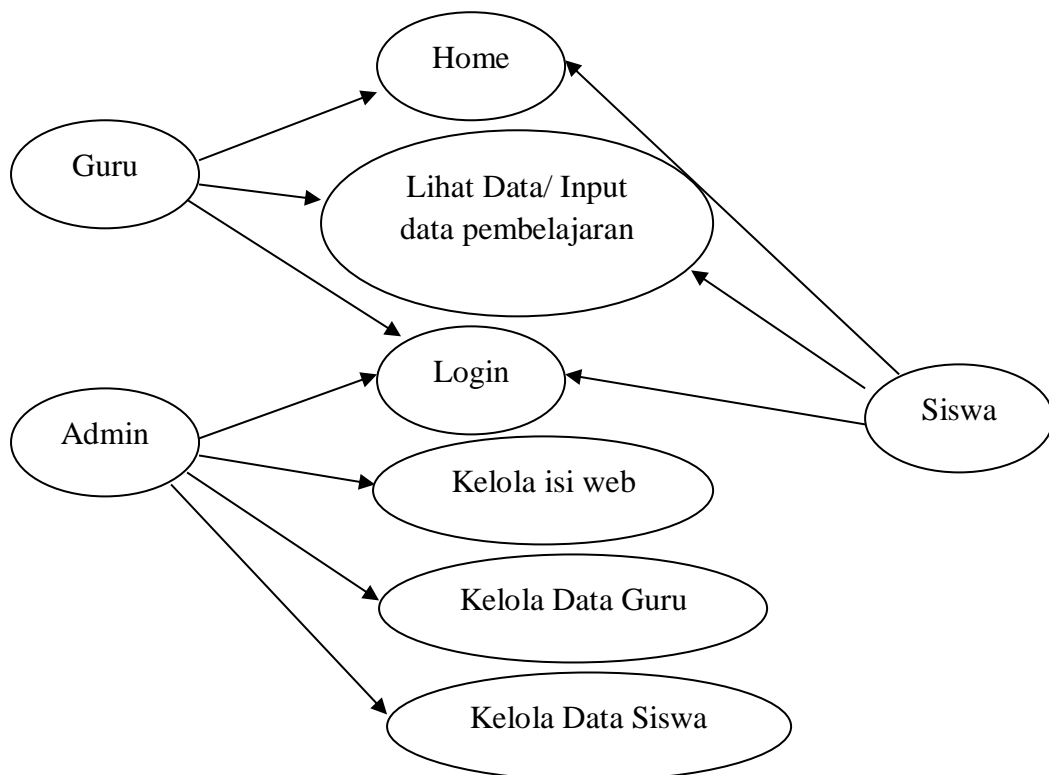 Home
Guru
Lihat Data/ Input
data pembelajaran
Login
Siswa
Admin
Kelola isi web
Kelola Data Guru
Kelola Data Siswa